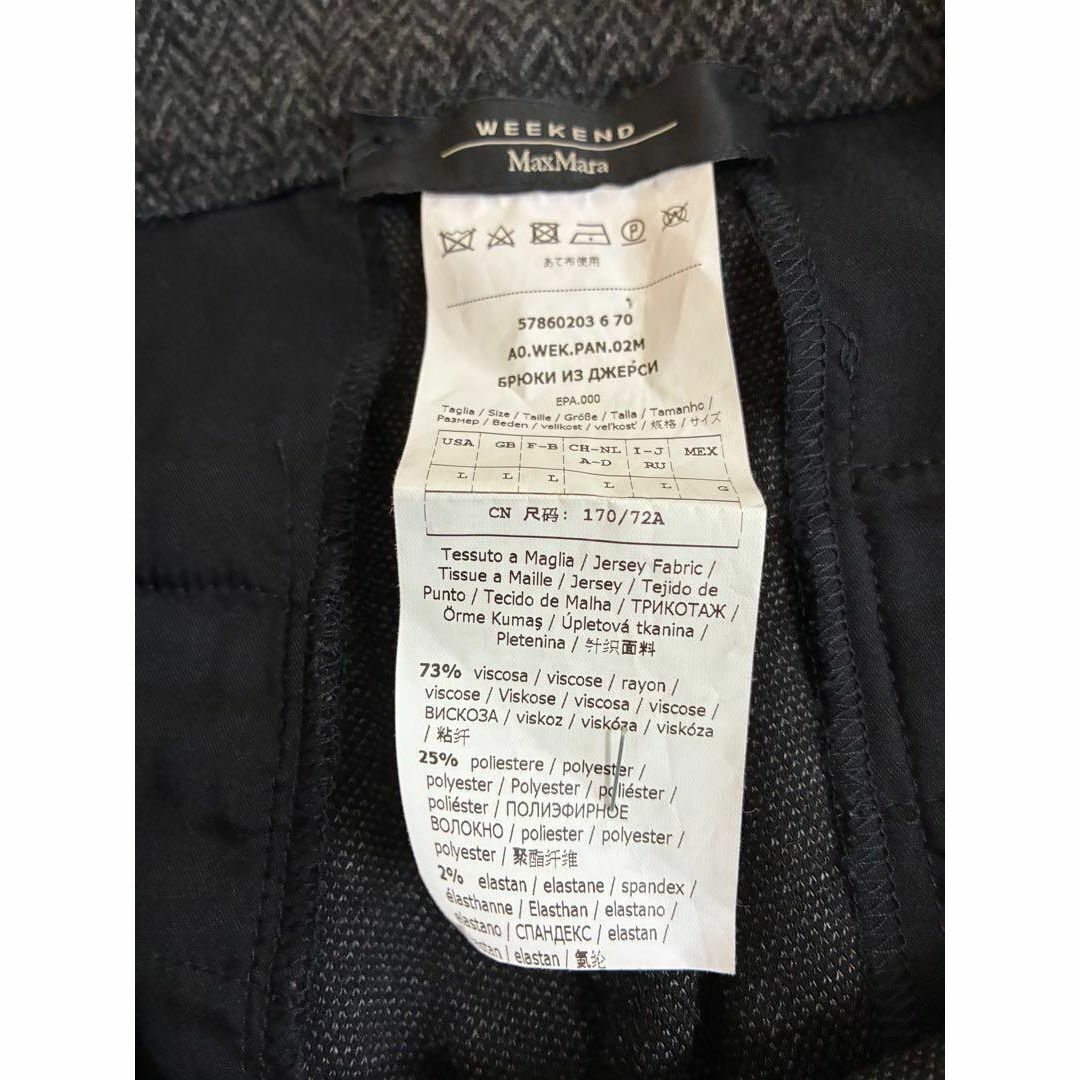 WEEKEND
MaxMara
あて布使用
57860203 6 70
A0.WEK.PAN.02M
БРЮКИ ИЗ ДЖЕРСИ
EPA.000
Taglia / Size / Taille / Größe / Talla / Tamanho /
Размер / Beden / velikost / veľkosť / 规格 / サイズ
USA GB F-B CH-NL A-D I-J RU MEX
L L L L L G
CN 尺码: 170/72A
Tessuto a Maglia / Jersey Fabric /
Tissue a Maille / Jersey / Tejido de
Punto / Tecido de Malha / ТРИКОТАЖ /
Örme Kumaş / Úpletová tkanina /
Pletenina / 针织面料
73% viscosa / viscose / rayon /
viscose / Viskose / viscosa / viscose /
ВИСКОЗА / viskoz / viskóza / viskóza
/ 粘纤
25% poliestere / polyester /
polyester / Polyester / poliéster /
poliéster / ПОЛИЭФИРНОЕ
ВОЛОКНО / poliester / polyester /
polyester / 聚酯纤维
2% elastan / elastane / spandex /
élasthanne / Elasthan / elastano /
elastano / СПАНДЕКС / elastan /
elastan / 氨纶